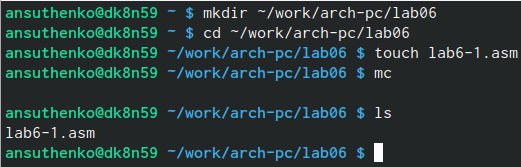 ansuthenko@dk8n59 ~ $ mkdir ~/work/arch-pc/lab06
ansuthenko@dk8n59 ~ $ cd ~/work/arch-pc/lab06
ansuthenko@dk8n59 ~/work/arch-pc/lab06 $ touch lab6-1.asm
ansuthenko@dk8n59 ~/work/arch-pc/lab06 $ mc
ansuthenko@dk8n59 ~/work/arch-pc/lab06 $ ls
lab6-1.asm
ansuthenko@dk8n59 ~/work/arch-pc/lab06 $